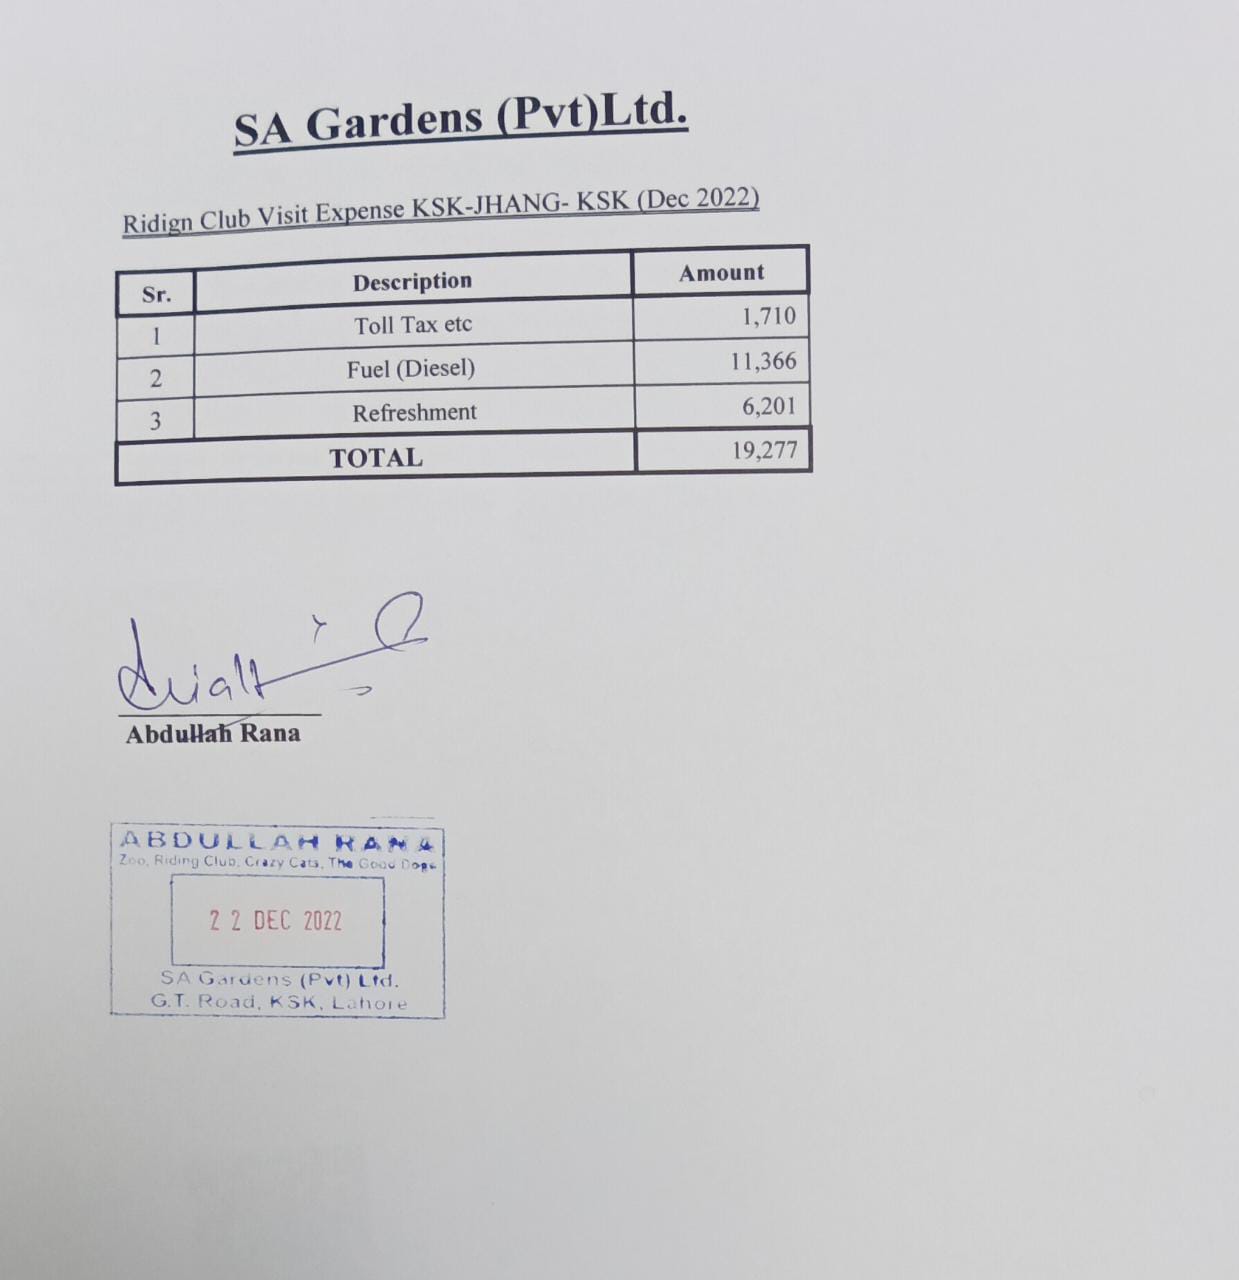 SA Gardens (Pvt)Ltd.
Ridign Club Visit Expense KSK-JHANG- KSK (Dec 2022)
Sr. Description Amount
1 Toll Tax etc 1,710
2 Fuel (Diesel) 11,366
3 Refreshment 6,201
TOTAL 19,277
Abdullah Rana
ABDULLAH RANA
Zoo, Riding Club, Crazy Cats, The Good Dogs
22 DEC 2022
SA Gardens (Pvt) Ltd.
G.T. Road, KSK, Lahore